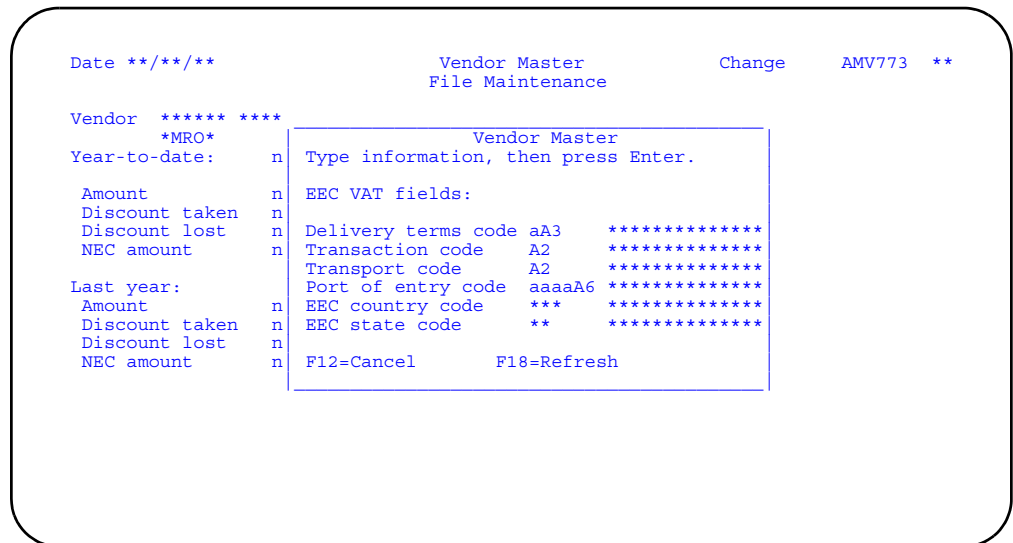 Date **/**/** Vendor Master Change AMV773 **
File Maintenance
Vendor ****** ****
*MRO* Vendor Master
Year-to-date: n Type information, then press Enter.
Amount n EEC VAT fields:
Discount taken n
Discount lost n Delivery terms code aA3 **************
NEC amount n Transaction code A2 **************
Transport code A2 **************
Last year: Port of entry code aaaaA6 **************
Amount n EEC country code *** **************
Discount taken n EEC state code ** **************
Discount lost n
NEC amount n F12=Cancel F18=Refresh